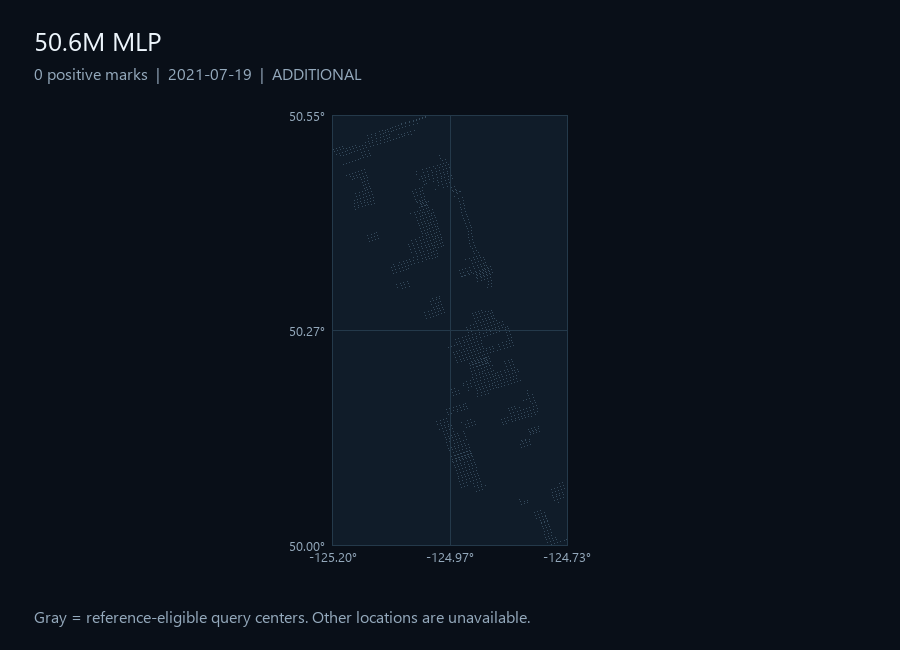 50.6M MLP
0 positive marks | 2021-07-19 | ADDITIONAL
50.55°
50.27°
50.00°
-125.20° -124.97° -124.73°
Gray = reference-eligible query centers. Other locations are unavailable.